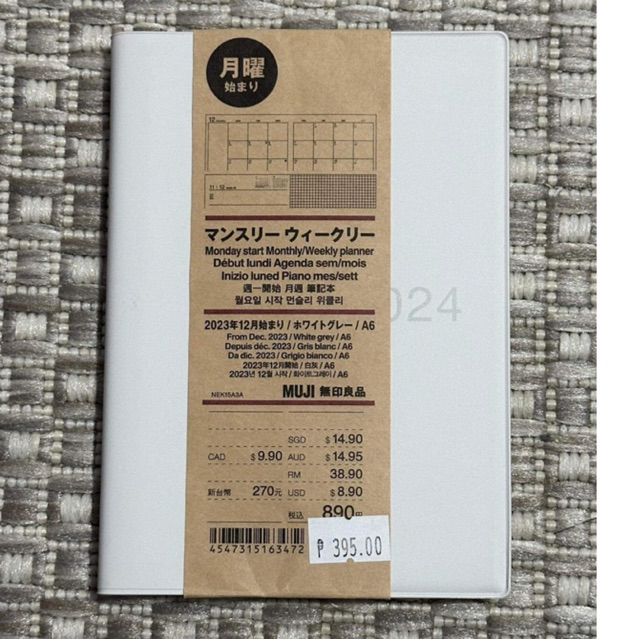 月曜
始まり
12
11 | 12
マンスリー ウィークリー
Monday start Monthly/Weekly planner
Début lundi Agenda sem/mois
Inizio luned Piano mes/sett
週一開始 月週 筆記本
월요일 시작 먼슬리 위클리
024
2023年12月始まり / ホワイトグレー / A6
From Dec. 2023 / White grey / A6
Depuis déc. 2023 / Gris blanc / A6
Da dic. 2023 / Grigio bianco / A6
2023年12月開始 / 白灰 / A6
2023년 12월 시작 / 화이트그레이 / A6
NEK15A3A MUJI 無印良品
SGD $ 14.90
CAD $ 9.90 AUD $ 14.95
RM 38.90
新台幣 270元 USD $ 8.90
税込 890円
4547315163472
₱ 395.00